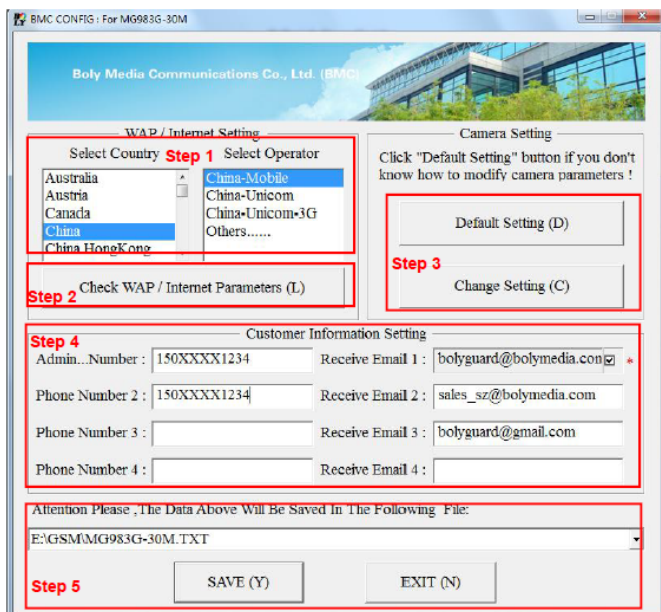 BMC CONFIG : For MG983G-30M
Boly Media Communications Co., Ltd. (BMC)
WAP / Internet Setting
Select Country Step 1 Select Operator
Australia
Austria
Canada
China
China HongKong
China-Mobile
China-Unicom
China-Unicom-3G
Others......
Step 2 Check WAP / Internet Parameters (L)
Camera Setting
Click "Default Setting" button if you don't
know how to modify camera parameters !
Default Setting (D)
Step 3
Change Setting (C)
Customer Information Setting
Step 4
Admin...Number : 150XXXX1234 Receive Email 1 : bolyguard@bolymedia.con *
Phone Number 2 : 150XXXX1234 Receive Email 2 : sales_sz@bolymedia.com
Phone Number 3 : Receive Email 3 : bolyguard@gmail.com
Phone Number 4 : Receive Email 4 :
Attention Please ,The Data Above Will Be Saved In The Following File:
E:\GSM\MG983G-30M.TXT
Step 5 SAVE (Y) EXIT (N)